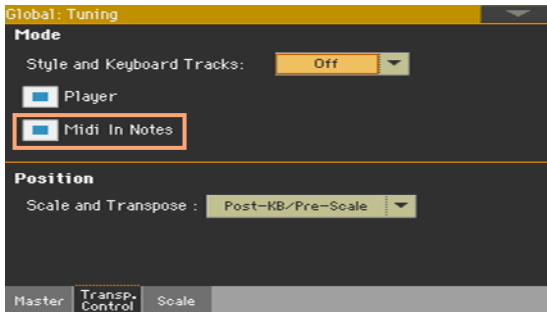 Global: Tuning
Mode
Style and Keyboard Tracks: Off
Player
Midi In Notes
Position
Scale and Transpose : Post-KB/Pre-Scale
Master Transp. Control Scale